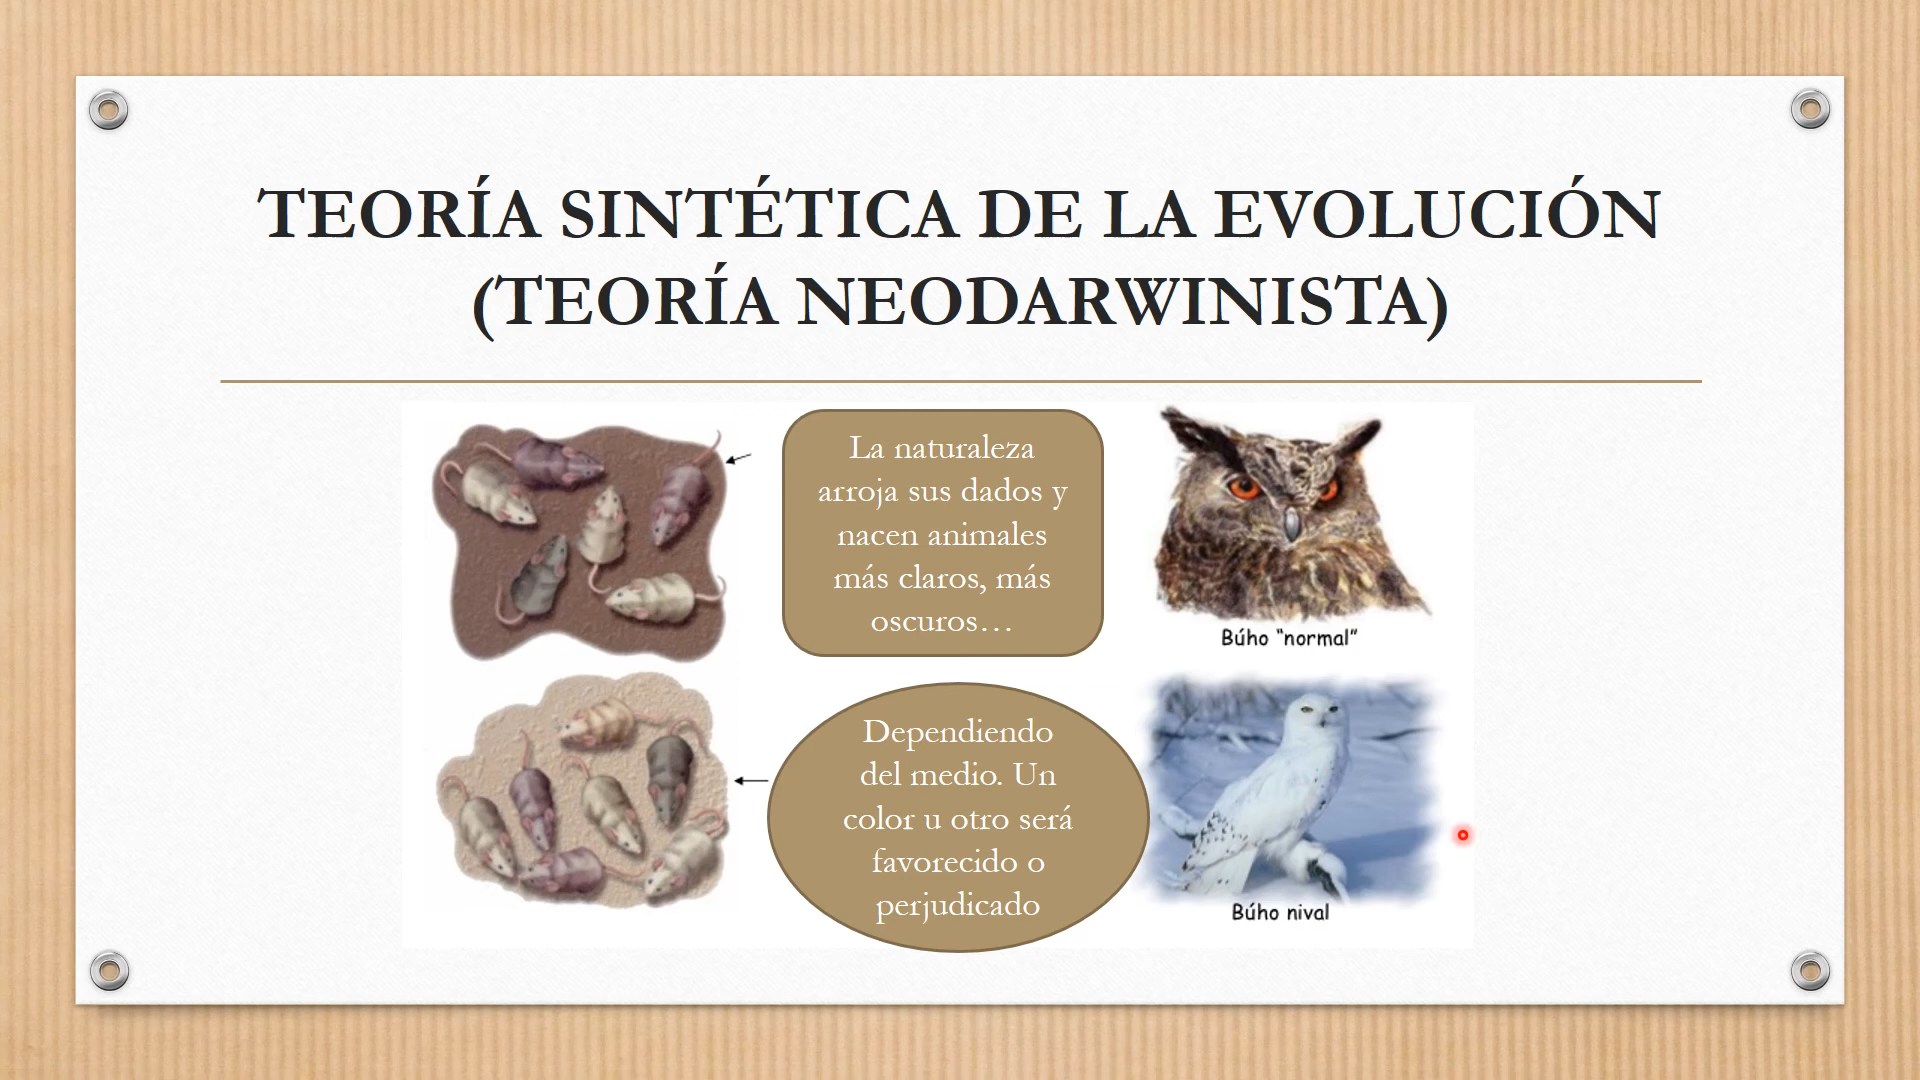 TEORÍA SINTÉTICA DE LA EVOLUCIÓN
(TEORÍA NEODARWINISTA)
La naturaleza
arroja sus dados y
nacen animales
más claros, más
oscuros…
Búho “normal”
Dependiendo
del medio. Un
color u otro será
favorecido o
perjudicado
Búho nival